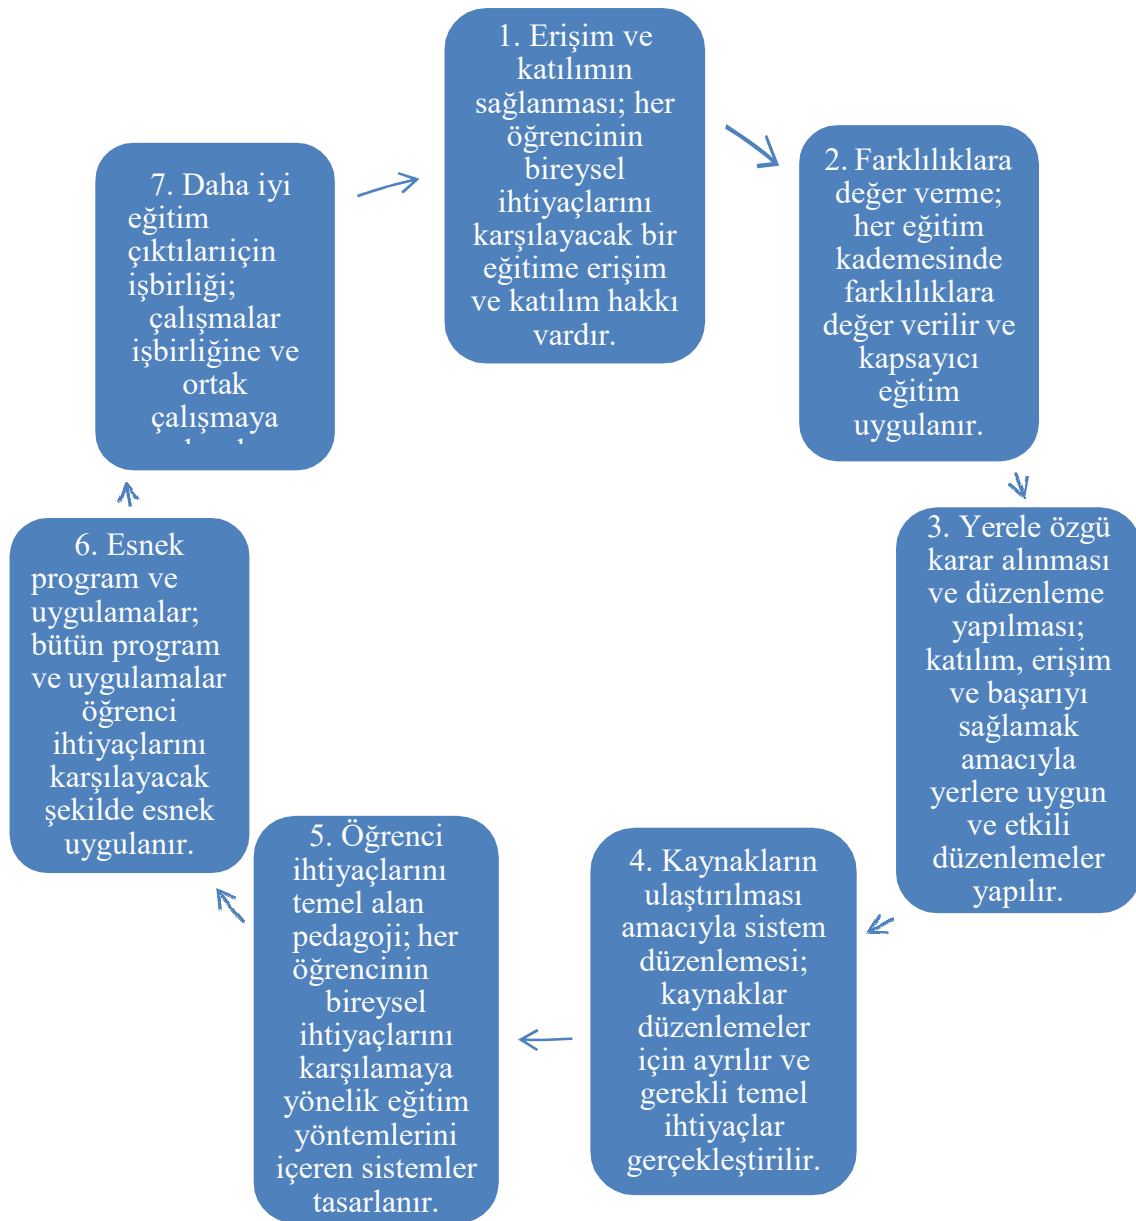 1. Erişim ve
katılımın
sağlanması; her
öğrencinin
bireysel
ihtiyaçlarını
karşılayacak bir
eğitime erişim
ve katılım hakkı
vardır.
2. Farklılıklara
değer verme;
her eğitim
kademesinde
farklılıklara
değer verilir ve
kapsayıcı
eğitim
uygulanır.
3. Yerele özgü
karar alınması
ve düzenleme
yapılması;
katılım, erişim
ve başarıyı
sağlamak
amacıyla
yerlere uygun
ve etkili
düzenlemeler
yapılır.
4. Kaynakların
ulaştırılması
amacıyla sistem
düzenlemesi;
kaynaklar
düzenlemeler
için ayrılır ve
gerekli temel
ihtiyaçlar
gerçekleştirilir.
5. Öğrenci
ihtiyaçlarını
temel alan
pedagoji; her
öğrencinin
bireysel
ihtiyaçlarını
karşılamaya
yönelik eğitim
yöntemlerini
içeren sistemler
tasarlanır.
6. Esnek
program ve
uygulamalar;
bütün program
ve uygulamalar
öğrenci
ihtiyaçlarını
karşılayacak
şekilde esnek
uygulanır.
7. Daha iyi
eğitim
çıktılarıiçin
işbirliği;
çalışmalar
işbirliğine ve
ortak
çalışmaya